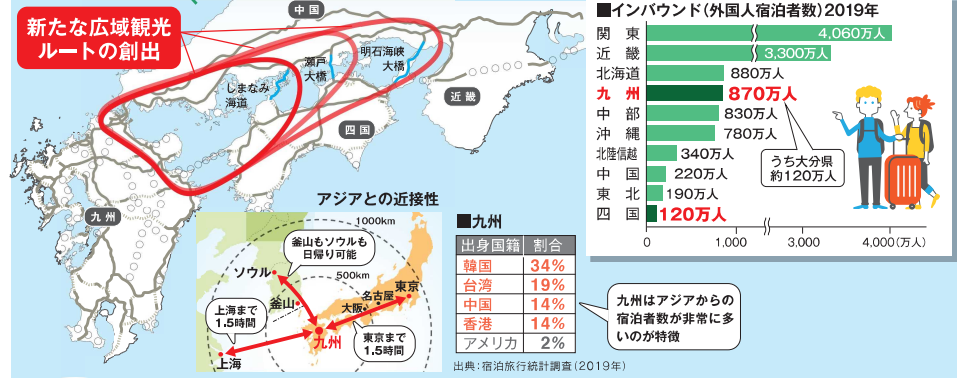 新たな広域観光
ルートの創出
中国
明石海峡
大橋
瀬戸
大橋
しまなみ
海道
近畿
四国
九州
アジアとの近接性
1000km
釜山もソウルも
日帰り可能
ソウル
500km
東京
名古屋
大阪
釜山
上海まで
1.5時間
九州
東京まで
1.5時間
上海
■九州
出身国籍 割合
韓国 34%
台湾 19%
中国 14%
香港 14%
アメリカ 2%
出典:宿泊旅行統計調査(2019年)
■インバウンド(外国人宿泊者数)2019年
関東 4,060万人
近畿 3,300万人
北海道 880万人
九州 870万人
中部 830万人
沖縄 780万人
北陸信越 340万人
中国 220万人
東北 190万人
四国 120万人
0 1,000 3,000 4,000(万人)
うち大分県
約120万人
九州はアジアからの
宿泊者数が非常に多
いのが特徴